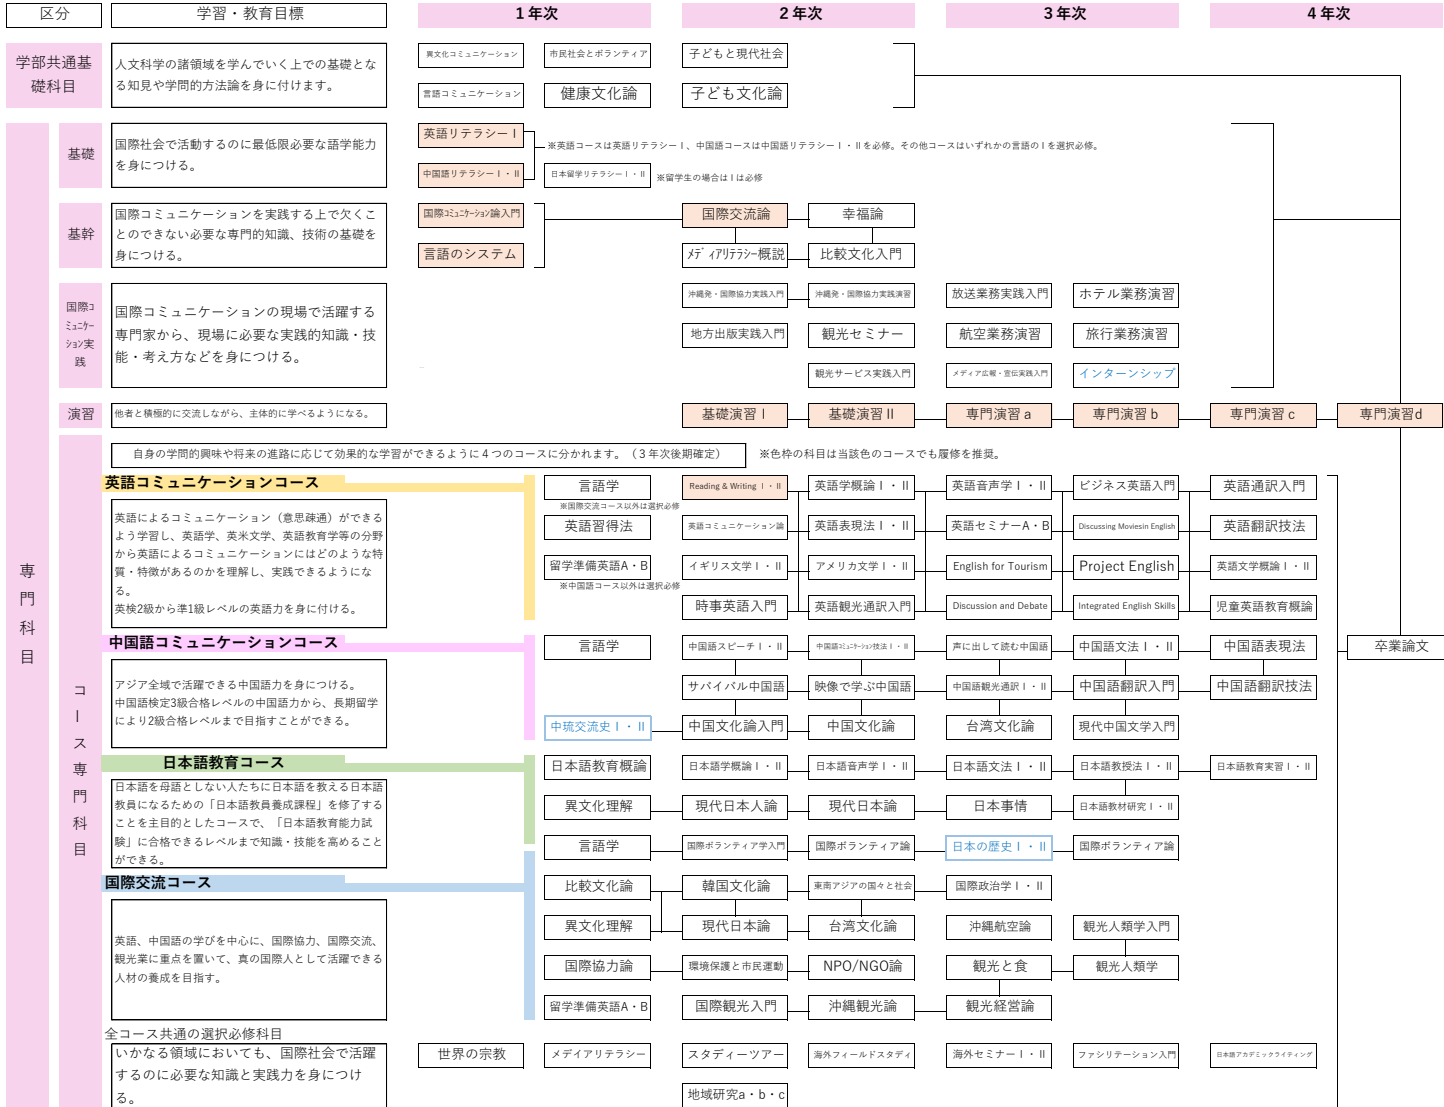 区分 学習・教育目標 1年次 2年次 3年次 4年次
学部共通基
礎科目
人文科学の諸領域を学んでいく上での基礎とな
る知見や学問的方法論を身に付けます。
異文化コミュニケーション 市民社会とボランティア 子どもと現代社会
言語コミュニケーション 健康文化論 子ども文化論
専門科目
基礎
国際社会で活動するのに最低限必要な語学能力
を身につける。
英語リテラシーⅠ
※英語コースは英語リテラシーⅠ、中国語コースは中国語リテラシーⅠ・Ⅱを必修。その他コースはいずれかの言語のⅠを選択必修。
中国語リテラシーⅠ・Ⅱ 日本留学リテラシーⅠ・Ⅱ ※留学生の場合はⅠは必修
基幹
国際コミュニケーションを実践する上で欠くこ
とのできない必要な専門的知識、技術の基礎を
身につける。
国際コミュニケーション論入門 国際交流論 幸福論
言語のシステム メディアリテラシー概説 比較文化入門
国際コ
ミュニケー
ション実
践
国際コミュニケーションの現場で活躍する
専門家から、現場に必要な実践的知識・技
能・考え方などを身につける。
沖縄発・国際協力実践入門 沖縄発・国際協力実践演習 放送業務実践入門 ホテル業務演習
地方出版実践入門 観光セミナー 航空業務演習 旅行業務演習
観光サービス実践入門 メディア広報・宣伝実践入門 インターンシップ
演習
他者と積極的に交流しながら、主体的に学べるようになる。
基礎演習Ⅰ 基礎演習Ⅱ 専門演習a 専門演習b 専門演習c 専門演習d
コース専門科目
自身の学問的興味や将来の進路に応じて効果的な学習ができるように4つのコースに分かれます。（3年次後期確定） ※色枠の科目は当該色のコースでも履修を推奨。
英語コミュニケーションコース
英語によるコミュニケーション（意思疎通）ができる
よう学習し、英語学、英米文学、英語教育学等の分野
から英語によるコミュニケーションにはどのような特
質・特徴があるのかを理解し、実践できるようにな
る。
英検2級から準1級レベルの英語力を身に付ける。
言語学 Reading & Writing Ⅰ・Ⅱ 英語学概論Ⅰ・Ⅱ 英語音声学Ⅰ・Ⅱ ビジネス英語入門 英語通訳入門
※国際交流コース以外は選択必修
英語習得法 英語コミュニケーション論 英語表現法Ⅰ・Ⅱ 英語セミナーA・B Discussing Moviesin English 英語翻訳技法
留学準備英語A・B イギリス文学Ⅰ・Ⅱ アメリカ文学Ⅰ・Ⅱ English for Tourism Project English 英語文学概論Ⅰ・Ⅱ
※中国語コース以外は選択必修
時事英語入門 英語観光通訳入門 Discussion and Debate Integrated English Skills 児童英語教育概論
中国語コミュニケーションコース
アジア全域で活躍できる中国語力を身につける。
中国語検定3級合格レベルの中国語力から、長期留学
により2級合格レベルまで目指すことができる。
言語学 中国語スピーチⅠ・Ⅱ 中国語コミュニケーション技法Ⅰ・Ⅱ 声に出して読む中国語 中国語文法Ⅰ・Ⅱ 中国語表現法 卒業論文
サバイバル中国語 映像で学ぶ中国語 中国語観光通訳Ⅰ・Ⅱ 中国語翻訳入門 中国語翻訳技法
中琉交流史Ⅰ・Ⅱ 中国文化論入門 中国文化論 台湾文化論 現代中国文学入門
日本語教育コース
日本語を母語としない人たちに日本語を教える日本語
教員になるための「日本語教員養成課程」を修了する
ことを主目的としたコースで、「日本語教育能力試
験」に合格できるレベルまで知識・技能を高めること
ができる。
日本語教育概論 日本語学概論Ⅰ・Ⅱ 日本語音声学Ⅰ・Ⅱ 日本語文法Ⅰ・Ⅱ 日本語教授法Ⅰ・Ⅱ 日本語教育実習Ⅰ・Ⅱ
異文化理解 現代日本人論 現代日本論 日本事情 日本語教材研究Ⅰ・Ⅱ
言語学 国際ボランティア学入門 国際ボランティア論 日本の歴史Ⅰ・Ⅱ 国際ボランティア論
国際交流コース
英語、中国語の学びを中心に、国際協力、国際交流、
観光業に重点を置いて、真の国際人として活躍できる
人材の養成を目指す。
比較文化論 韓国文化論 東南アジアの国々と社会 国際政治学Ⅰ・Ⅱ
異文化理解 現代日本論 台湾文化論 沖縄航空論 観光人類学入門
国際協力論 環境保護と市民運動 NPO/NGO論 観光と食 観光人類学
留学準備英語A・B 国際観光入門 沖縄観光論 観光経営論
全コース共通の選択必修科目
いかなる領域においても、国際社会で活躍
するのに必要な知識と実践力を身につけ
る。
世界の宗教 メデイアリテラシー スタディーツアー 海外フィールドスタディ 海外セミナーⅠ・Ⅱ ファシリテーション入門 日本語アカデミックライティング
地域研究a・b・c